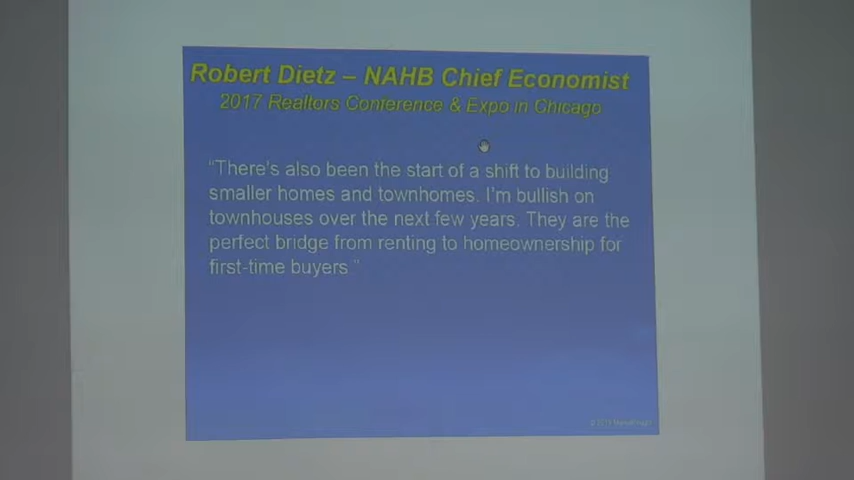 Robert Dietz – NAHB Chief Economist
2017 Realtors Conference & Expo in Chicago
“There's also been the start of a shift to building
smaller homes and townhomes. I'm bullish on
townhouses over the next few years. They are the
perfect bridge from renting to homeownership for
first-time buyers ”